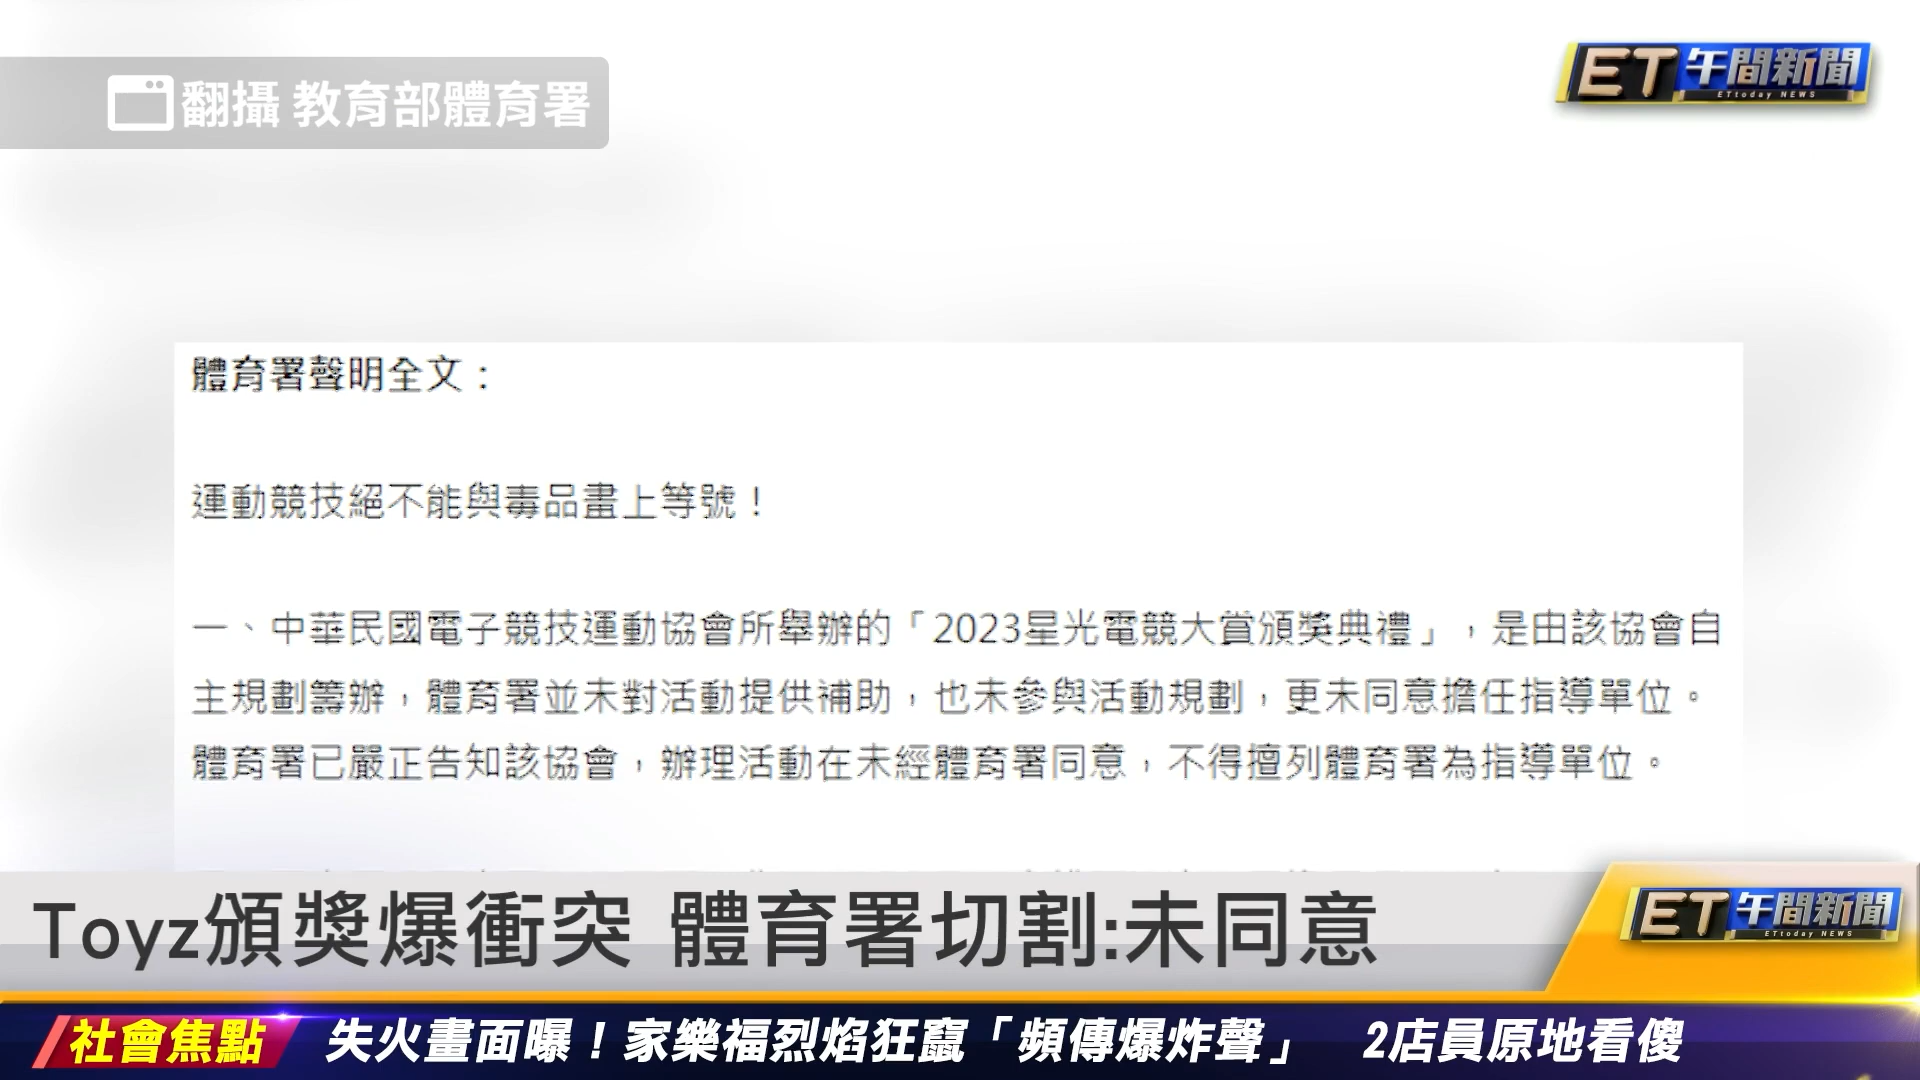 翻攝 教育部體育署
ET午間新聞
ETtoday NEWS
體育署聲明全文：
運動競技絕不能與毒品畫上等號！
一、中華民國電子競技運動協會所舉辦的「2023星光電競大賞頒獎典禮」，是由該協會自
主規劃籌辦，體育署並未對活動提供補助，也未參與活動規劃，更未同意擔任指導單位。
體育署已嚴正告知該協會，辦理活動在未經體育署同意，不得擅列體育署為指導單位。
Toyz頒獎爆衝突 體育署切割:未同意
ET午間新聞
ETtoday NEWS
社會焦點 失火畫面曝！家樂福烈焰狂竄「頻傳爆炸聲」 2店員原地看傻